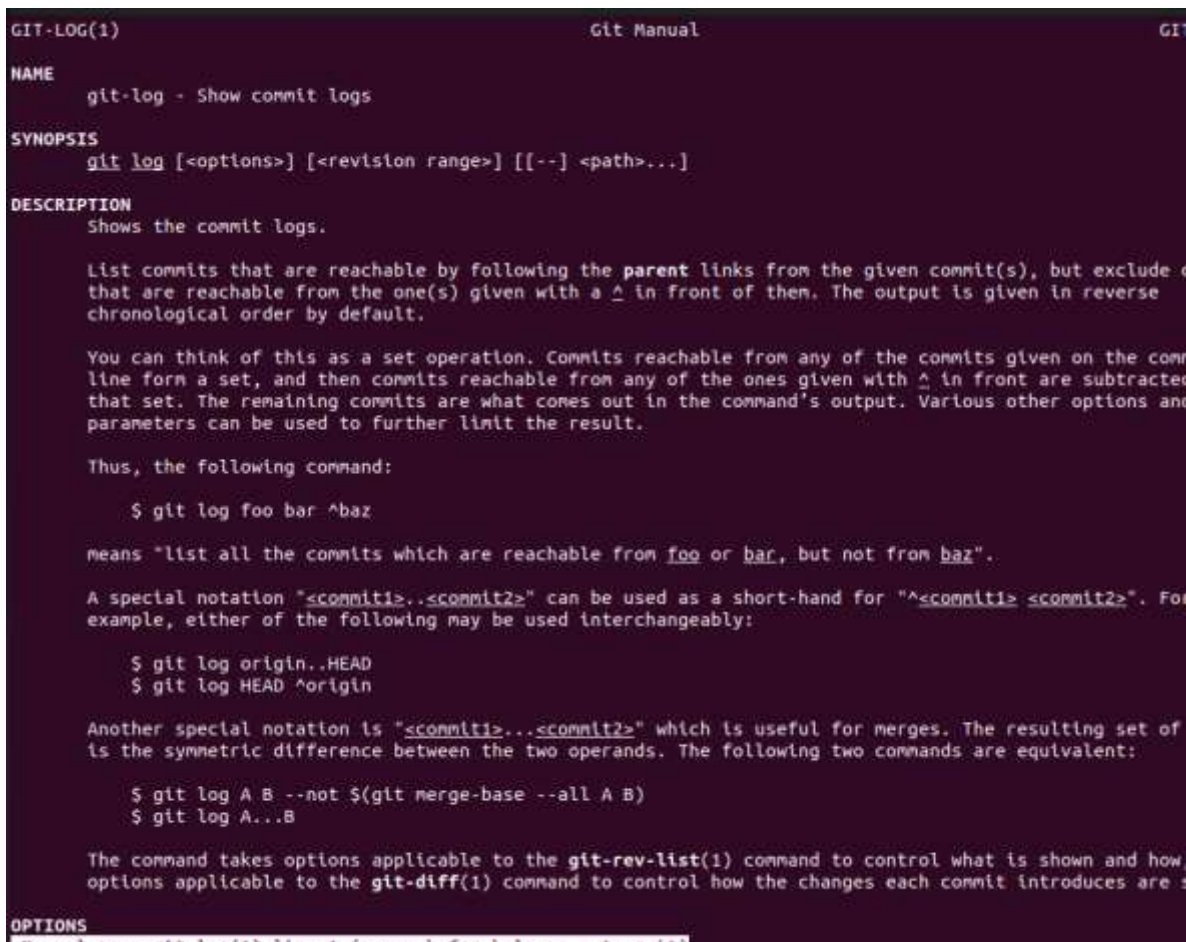 GIT-LOG(1) Git Manual GIT
NAME
git-log - Show commit logs
SYNOPSIS
git log [<options>] [<revision range>] [[--] <path>...]
DESCRIPTION
Shows the commit logs.
List commits that are reachable by following the parent links from the given commit(s), but exclude
that are reachable from the one(s) given with a ^ in front of them. The output is given in reverse
chronological order by default.
You can think of this as a set operation. Commits reachable from any of the commits given on the
line form a set, and then commits reachable from any of the ones given with ^ in front are subtracted
that set. The remaining commits are what comes out in the command's output. Various other options and
parameters can be used to further limit the result.
Thus, the following command:
$ git log foo bar ^baz
means "list all the commits which are reachable from foo or bar, but not from baz".
A special notation "<commit1>..<commit2>" can be used as a short-hand for "^<commit1> <commit2>". For
example, either of the following may be used interchangeably:
$ git log origin..HEAD
$ git log HEAD ^origin
Another special notation is "<commit1>...<commit2>" which is useful for merges. The resulting set of
is the symmetric difference between the two operands. The following two commands are equivalent:
$ git log A B --not $(git merge-base --all A B)
$ git log A...B
The command takes options applicable to the git-rev-list(1) command to control what is shown and how,
options applicable to the git-diff(1) command to control how the changes each commit introduces are
OPTIONS